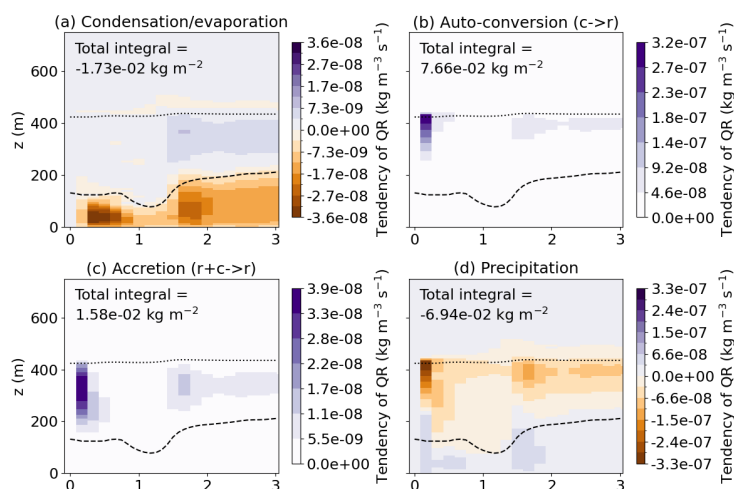 (a) Condensation/evaporation
Total integral =
-1.73e-02 kg m⁻²
z (m)
600
400
200
0
0
1
2
3
3.6e-08
2.7e-08
1.7e-08
7.3e-09
0.0e+00
-7.3e-09
-1.7e-08
-2.7e-08
-3.6e-08
Tendency of QR (kg m⁻³ s⁻¹)
(b) Auto-conversion (c->r)
Total integral =
7.66e-02 kg m⁻²
0
1
2
3
3.2e-07
2.7e-07
2.3e-07
1.8e-07
1.4e-07
9.2e-08
4.6e-08
0.0e+00
Tendency of QR (kg m⁻³ s⁻¹)
(c) Accretion (r+c->r)
Total integral =
1.58e-02 kg m⁻²
z (m)
600
400
200
0
3.9e-08
3.3e-08
2.8e-08
2.2e-08
1.7e-08
1.1e-08
5.5e-09
0.0e+00
Tendency of QR (kg m⁻³ s⁻¹)
(d) Precipitation
Total integral =
-6.94e-02 kg m⁻²
3.3e-07
2.4e-07
1.5e-07
6.6e-08
0.0e+00
-6.6e-08
-1.5e-07
-2.4e-07
-3.3e-07
Tendency of QR (kg m⁻³ s⁻¹)